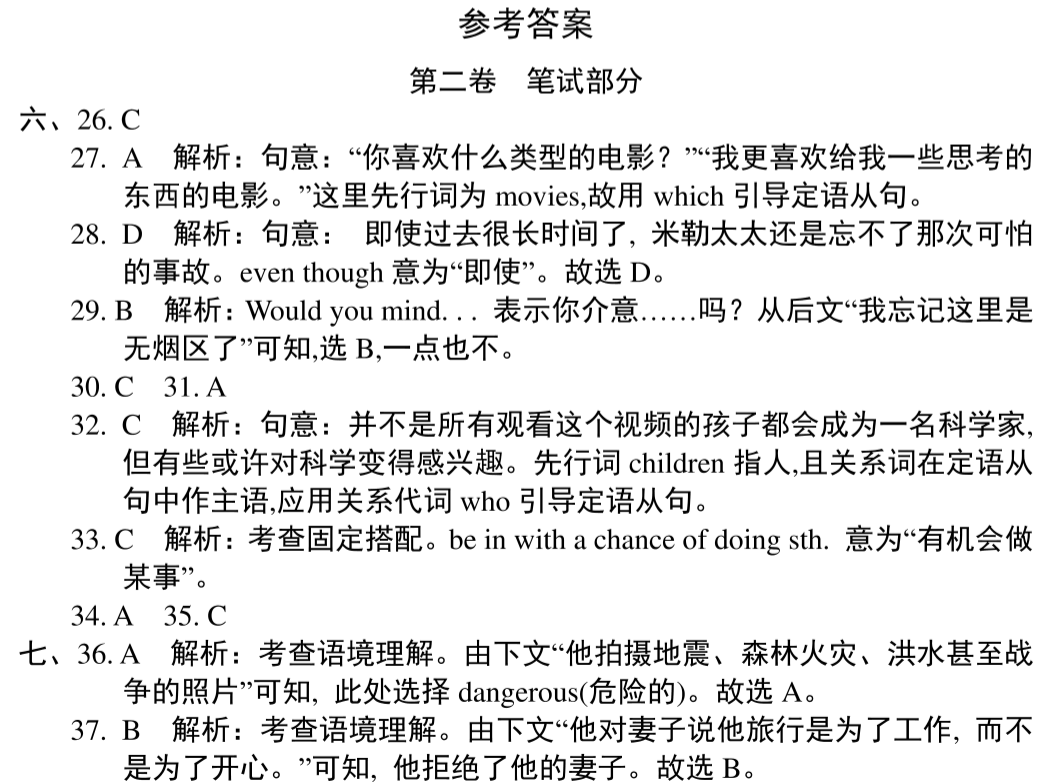 参考答案
第二卷　笔试部分
六、26. C
27. A　解析：句意：“你喜欢什么类型的电影？”“我更喜欢给我一些思考的
东西的电影。”这里先行词为 movies,故用 which 引导定语从句。
28. D　解析：句意： 即使过去很长时间了, 米勒太太还是忘不了那次可怕
的事故。even though 意为“即使”。故选 D。
29. B　解析：Would you mind. . . 表示你介意……吗？从后文“我忘记这里是
无烟区了”可知,选 B,一点也不。
30. C　31. A
32. C　解析：句意：并不是所有观看这个视频的孩子都会成为一名科学家,
但有些或许对科学变得感兴趣。先行词 children 指人,且关系词在定语从
句中作主语,应用关系代词 who 引导定语从句。
33. C　解析：考查固定搭配。be in with a chance of doing sth. 意为“有机会做
某事”。
34. A　35. C
七、36. A　解析：考查语境理解。由下文“他拍摄地震、森林火灾、洪水甚至战
争的照片”可知, 此处选择 dangerous(危险的)。故选 A。
37. B　解析：考查语境理解。由下文“他对妻子说他旅行是为了工作, 而不
是为了开心。”可知, 他拒绝了他的妻子。故选 B。